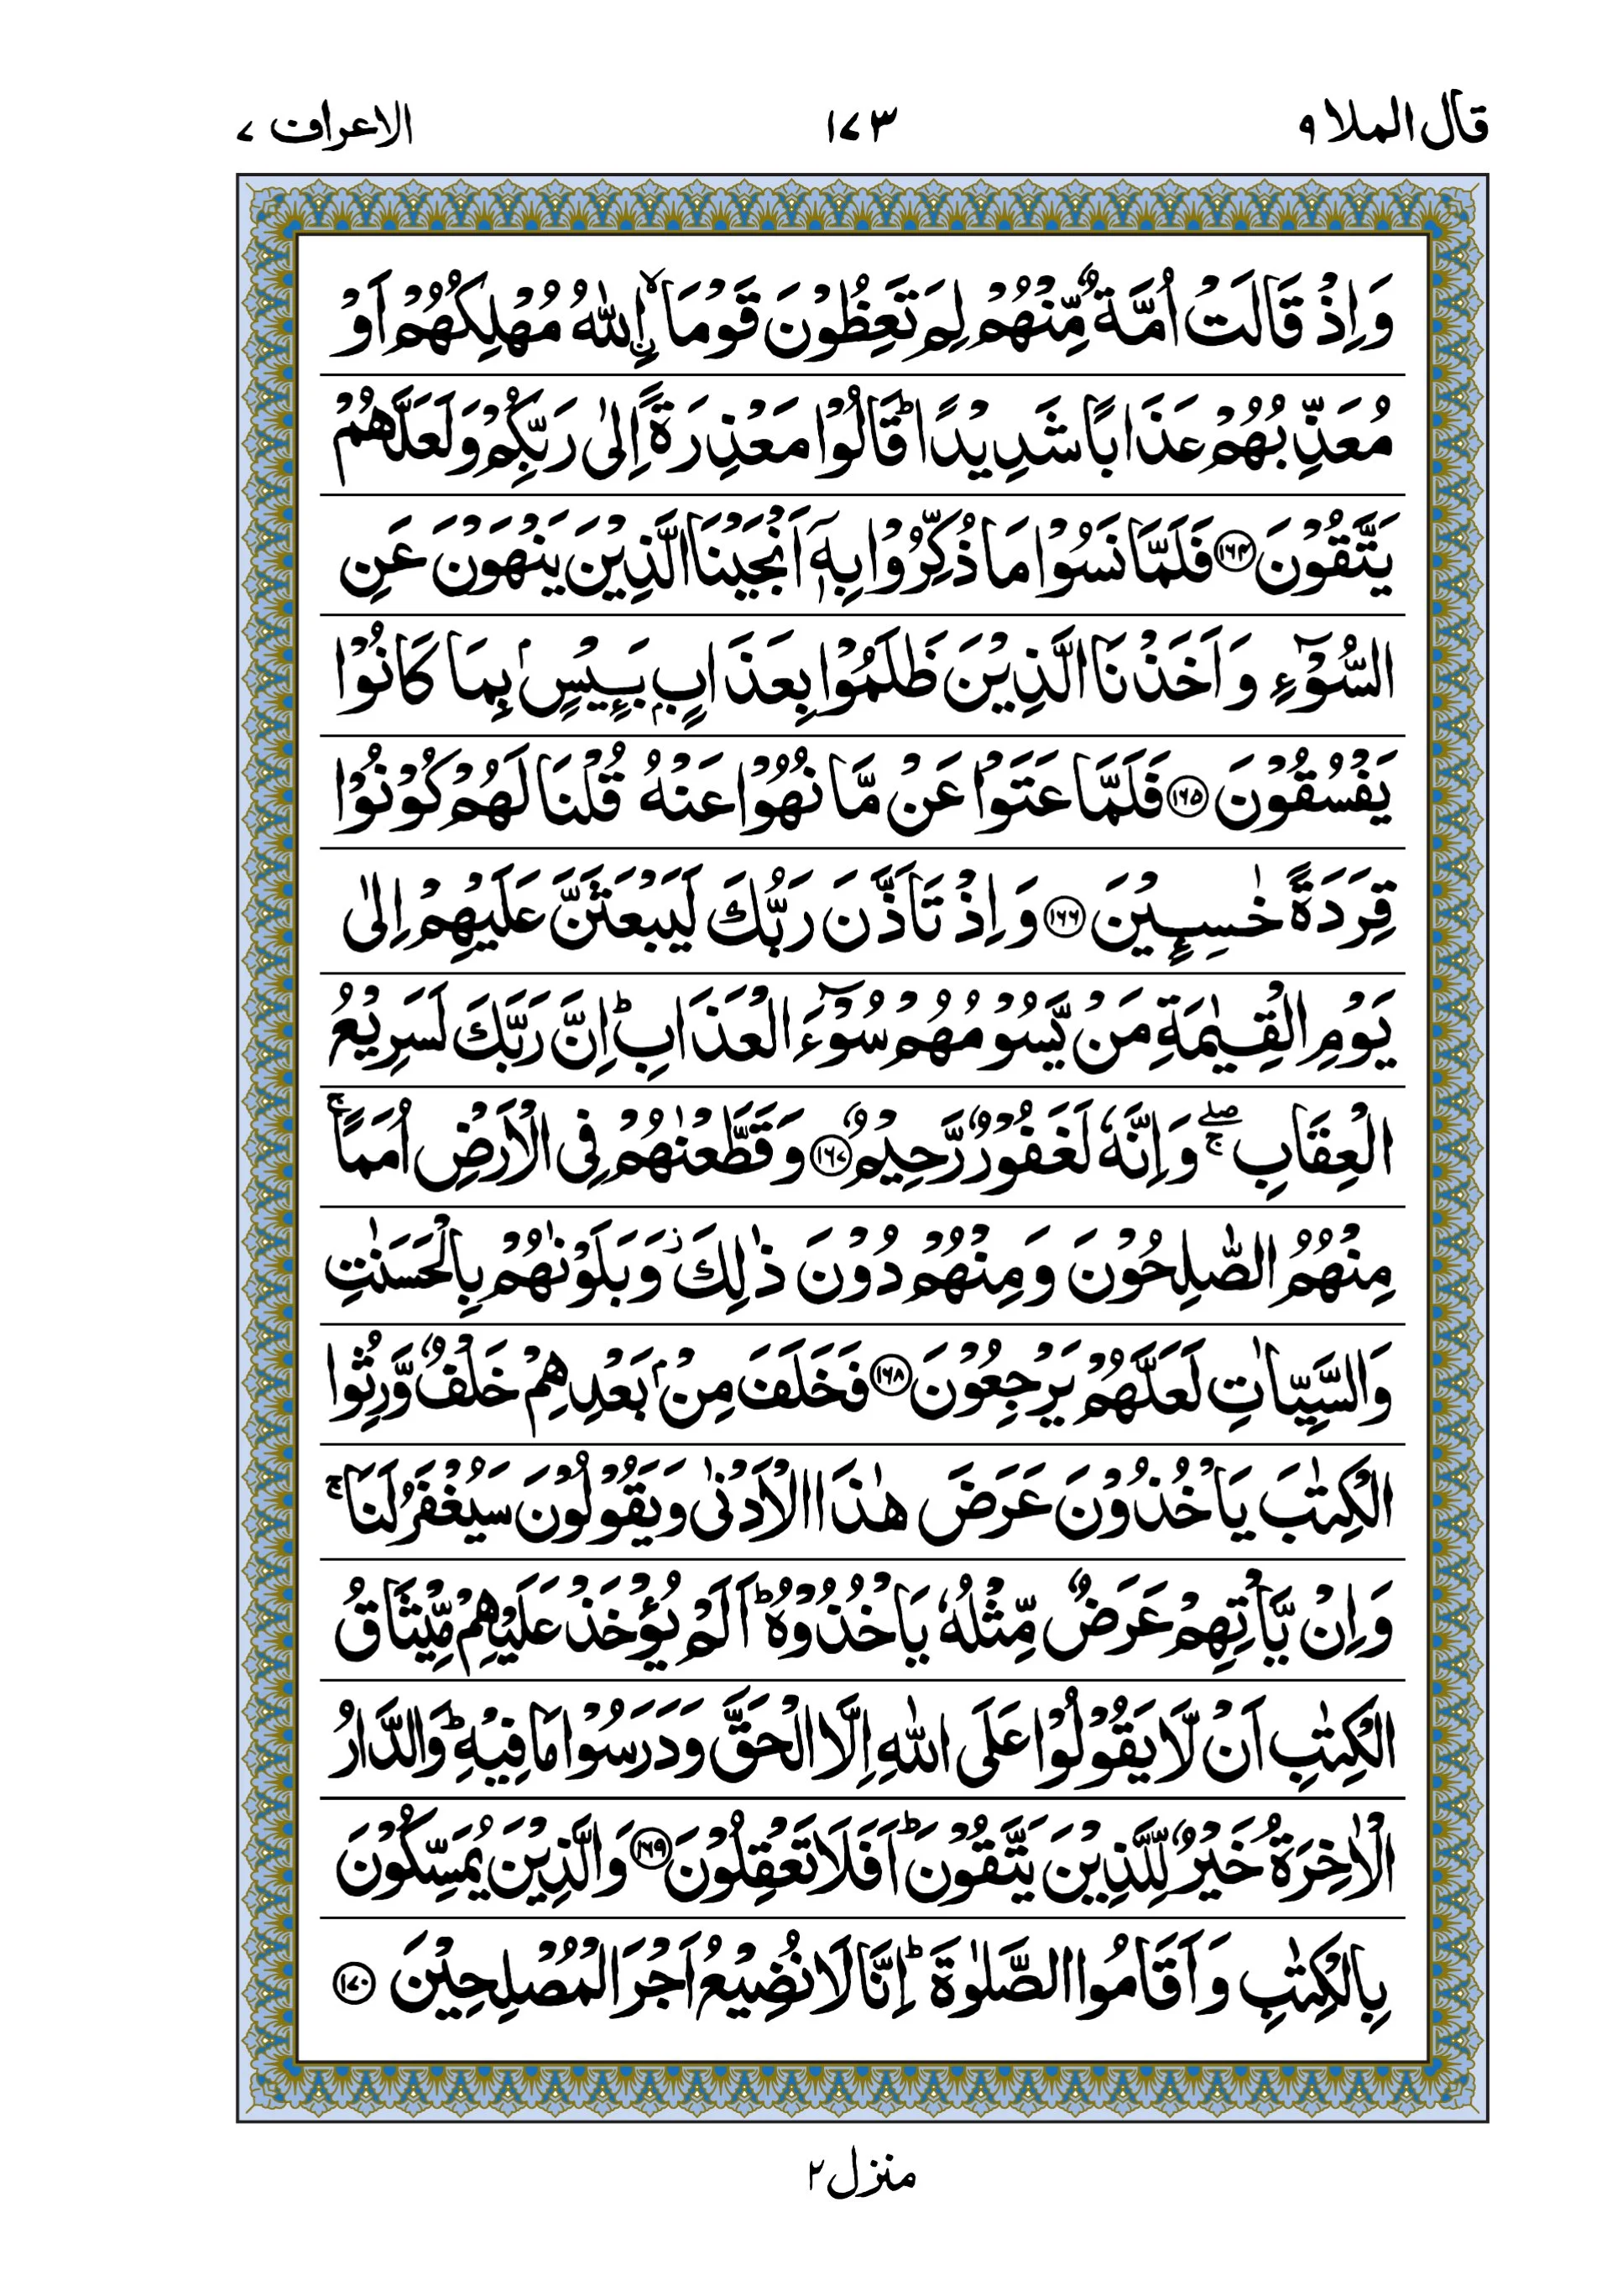 قال الملا ٩
١٧٣
الاعراف ٧
وَاِذْ قَالَتْ اُمَّةٌ مِّنْهُمْ لِمَ تَعِظُوْنَ قَوْمَاۙ ۨاللّٰهُ مُهْلِكُهُمْ اَوْ
مُعَذِّبُهُمْ عَذَابًا شَدِيْدًاؕ قَالُوْا مَعْذِرَةً اِلٰى رَبِّكُمْ وَلَعَلَّهُمْ
يَتَّقُوْنَ ﴿١٦٤﴾ فَلَمَّا نَسُوْا مَا ذُكِّرُوْا بِهٖۤ اَنْجَيْنَا الَّذِيْنَ يَنْهَوْنَ عَنِ
السُّوْٓءِ وَاَخَذْنَا الَّذِيْنَ ظَلَمُوْا بِعَذَابٍۭ بَـِٔيْسٍۭ بِمَا كَانُوْا
يَفْسُقُوْنَ ﴿١٦٥﴾ فَلَمَّا عَتَوْا عَنْ مَّا نُهُوْا عَنْهُ قُلْنَا لَهُمْ كُوْنُوْا
قِرَدَةً خٰسِـِٕيْنَ ﴿١٦٦﴾ وَاِذْ تَاَذَّنَ رَبُّكَ لَيَبْعَثَنَّ عَلَيْهِمْ اِلٰى
يَوْمِ الْقِيٰمَةِ مَنْ يَّسُوْمُهُمْ سُوْٓءَ الْعَذَابِؕ اِنَّ رَبَّكَ لَسَرِيْعُ
الْعِقَابِ ۖۚ وَاِنَّهٗ لَغَفُوْرٌ رَّحِيْمٌ ﴿١٦٧﴾ وَقَطَّعْنٰهُمْ فِى الْاَرْضِ اُمَمًاۚ
مِنْهُمُ الصّٰلِحُوْنَ وَمِنْهُمْ دُوْنَ ذٰلِكَ ز وَبَلَوْنٰهُمْ بِالْحَسَنٰتِ
وَالسَّيِّاٰتِ لَعَلَّهُمْ يَرْجِعُوْنَ ﴿١٦٨﴾ فَخَلَفَ مِنْۢ بَعْدِهِمْ خَلْفٌ وَّرِثُوا
الْكِتٰبَ يَاْخُذُوْنَ عَرَضَ هٰذَا الْاَدْنٰى وَيَقُوْلُوْنَ سَيُغْفَرُ لَنَاۚ
وَاِنْ يَّاْتِهِمْ عَرَضٌ مِّثْلُهٗ يَاْخُذُوْهُؕ اَلَمْ يُؤْخَذْ عَلَيْهِمْ مِّيْثَاقُ
الْكِتٰبِ اَنْ لَّا يَقُوْلُوْا عَلَى اللّٰهِ اِلَّا الْحَقَّ وَدَرَسُوْا مَا فِيْهِؕ وَالدَّارُ
الْاٰخِرَةُ خَيْرٌ لِّلَّذِيْنَ يَتَّقُوْنَؕ اَفَلَا تَعْقِلُوْنَ ﴿١٦٩﴾ وَالَّذِيْنَ يُمَسِّكُوْنَ
بِالْكِتٰبِ وَاَقَامُوا الصَّلٰوةَؕ اِنَّا لَا نُضِيْعُ اَجْرَ الْمُصْلِحِيْنَ ﴿١٧٠﴾
منزل ٢